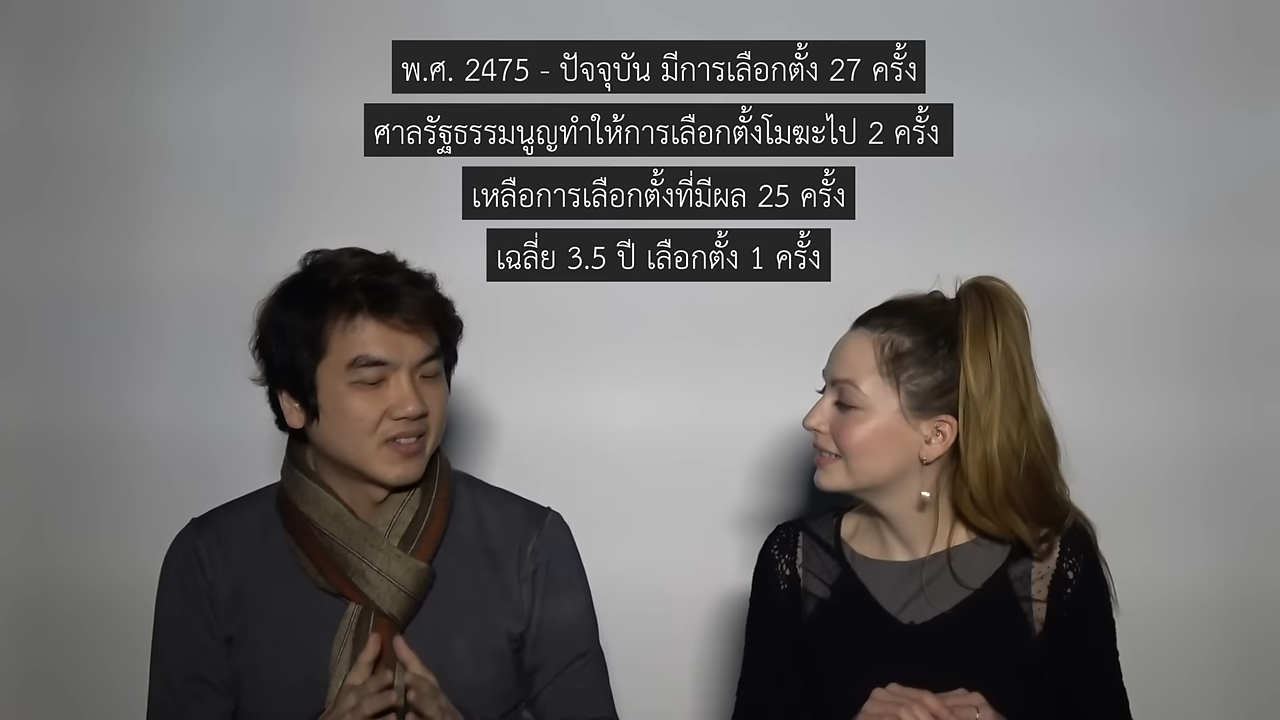 พ.ศ. 2475 - ปัจจุบัน มีการเลือกตั้ง 27 ครั้ง
ศาลรัฐธรรมนูญทำให้การเลือกตั้งโมฆะไป 2 ครั้ง
เหลือการเลือกตั้งที่มีผล 25 ครั้ง
เฉลี่ย 3.5 ปี เลือกตั้ง 1 ครั้ง